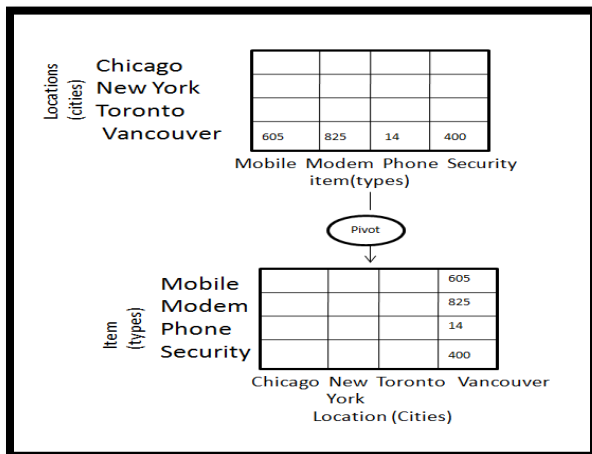 Locations
(cities)
Chicago
New York
Toronto
Vancouver
605 825 14 400
Mobile Modem Phone Security
item(types)
Pivot
Item
(types)
Mobile
Modem
Phone
Security
605
825
14
400
Chicago New Toronto Vancouver
York
Location (Cities)